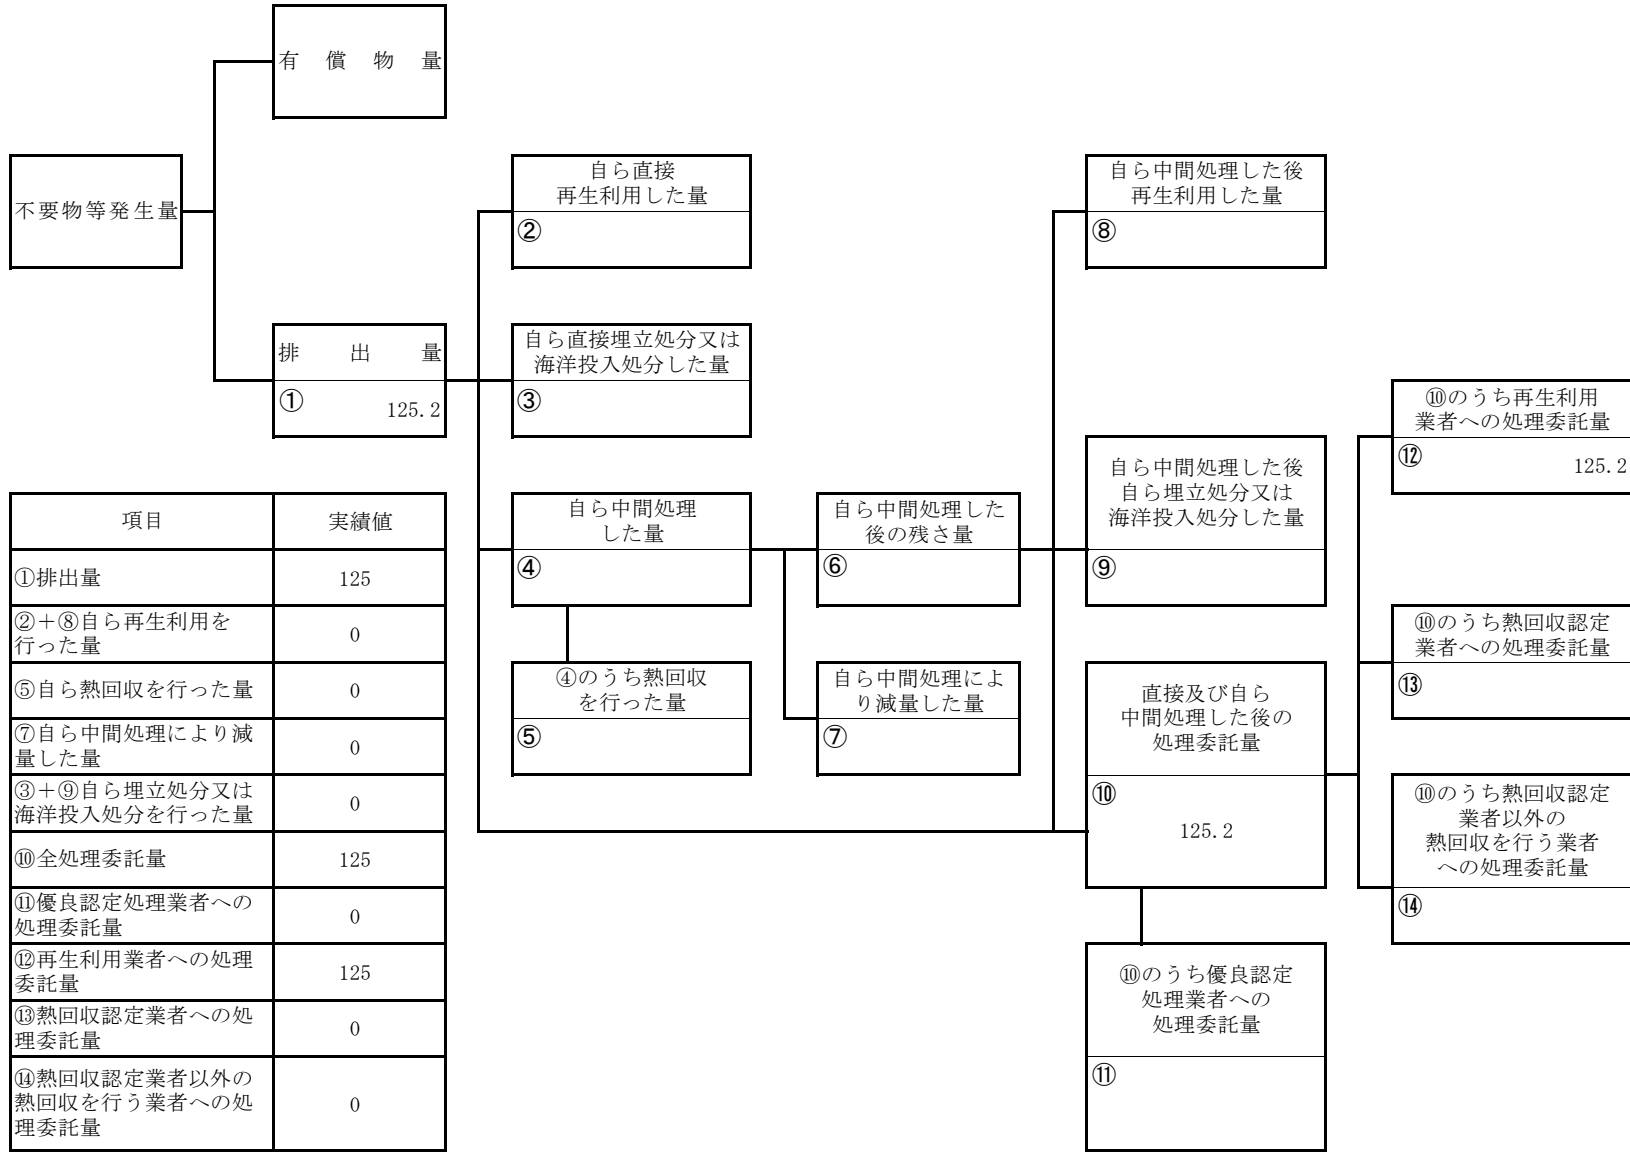 有償物量
不要物等発生量
排出量
①
125.2
自ら直接
再生利用した量
②
自ら直接埋立処分又は
海洋投入処分した量
③
自ら中間処理
した量
④
④のうち熱回収
を行った量
⑤
自ら中間処理した
後の残さ量
⑥
自ら中間処理によ
り減量した量
⑦
自ら中間処理した後
再生利用した量
⑧
自ら中間処理した後
自ら埋立処分又は
海洋投入処分した量
⑨
直接及び自ら
中間処理した後の
処理委託量
⑩
125.2
⑩のうち優良認定
処理業者への
処理委託量
⑪
⑩のうち再生利用
業者への処理委託量
⑫
125.2
⑩のうち熱回収認定
業者への処理委託量
⑬
⑩のうち熱回収認定
業者以外の
熱回収を行う業者
への処理委託量
⑭
項目 実績値
①排出量 125
②+⑧自ら再生利用を
行った量 0
⑤自ら熱回収を行った量 0
⑦自ら中間処理により減
量した量 0
③+⑨自ら埋立処分又は
海洋投入処分を行った量 0
⑩全処理委託量 125
⑪優良認定処理業者への
処理委託量 0
⑫再生利用業者への処理
委託量 125
⑬熱回収認定業者への処
理委託量 0
⑭熱回収認定業者以外の
熱回収を行う業者への処 0
理委託量